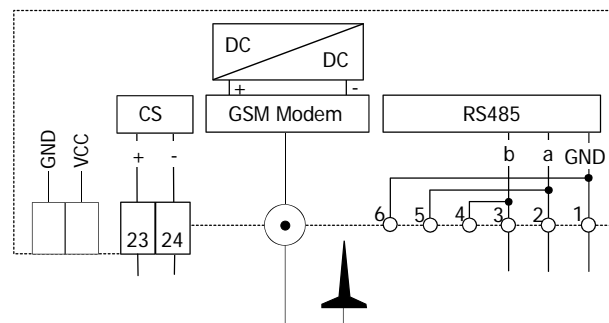 DC
DC
+ -
CS
GSM Modem
RS485
GND
VCC
+ -
b a GND
6 5 4 3 2 1
23 24